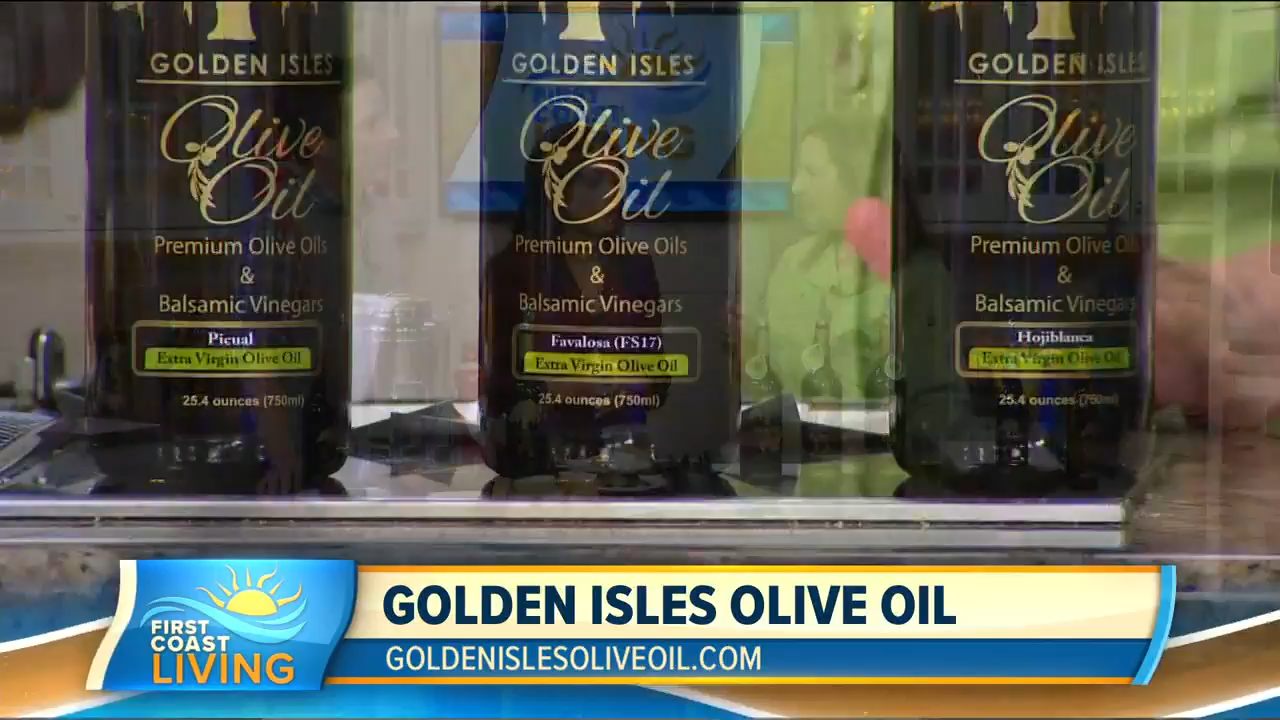 GOLDEN ISLES
Olive
Oil
Premium Olive Oils
&
Balsamic Vinegars
Picual
Extra Virgin Olive Oil
25.4 ounces (750ml)
GOLDEN ISLES
Olive
Oil
Premium Olive Oils
&
Balsamic Vinegars
Favalosa (FS17)
Extra Virgin Olive Oil
25.4 ounces (750ml)
GOLDEN ISLES
Olive
Oil
Premium Olive Oils
&
Balsamic Vinegars
Hojiblanca
Extra Virgin Olive Oil
25.4 ounces (750ml)
FIRST
COAST
LIVING
GOLDEN ISLES OLIVE OIL
GOLDENISLESOLIVEOIL.COM